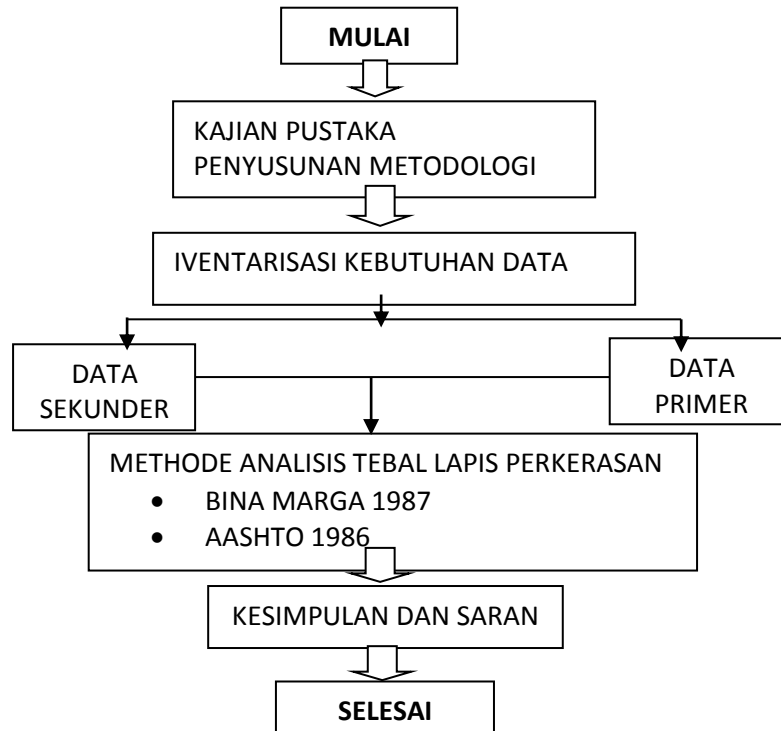 MULAI
KAJIAN PUSTAKA
PENYUSUNAN METODOLOGI
IVENTARISASI KEBUTUHAN DATA
DATA
SEKUNDER
DATA
PRIMER
METHODE ANALISIS TEBAL LAPIS PERKERASAN
• BINA MARGA 1987
• AASHTO 1986
KESIMPULAN DAN SARAN
SELESAI